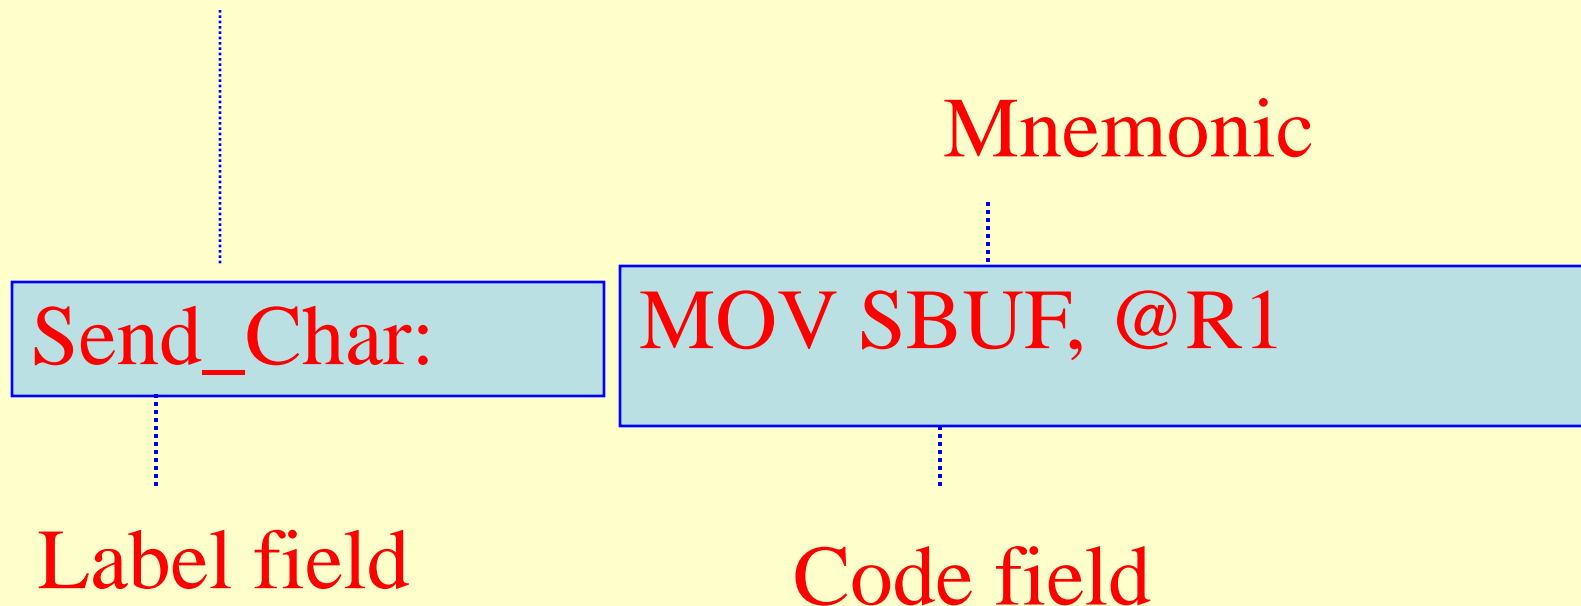 Mnemonic
Send_Char:
MOV SBUF, @R1
Label field
Code field